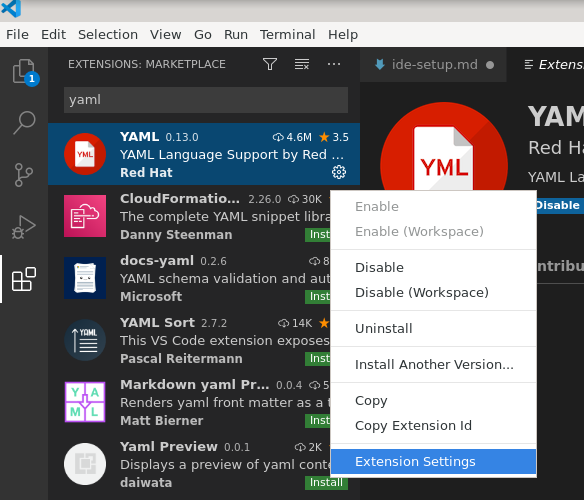 File Edit Selection View Go Run Terminal Help
1
EXTENSIONS: MARKETPLACE
ide-setup.md
Extens
yaml
YAML 0.13.0 4.6M 3.5
YAML Language Support by Red ...
Red Hat
CloudFormatio... 2.26.0 30K
The complete YAML snippet libra
Danny Steenman Inst
docs-yaml 0.2.6 8
YAML schema validation and aut
Microsoft Inst
YAML Sort 2.7.2 14K
This VS Code extension exposes
Pascal Reitermann Inst
Markdown yaml Pr... 0.0.4 5
Renders yaml front matter as a t
Matt Bierner Inst
Yaml Preview 0.0.1 2K
Displays a preview of yaml conte
daiwata Install
YML
YML
YAML
YAML
YAM
Red Ha
YAML La
Disable
ontribu
Enable
Enable (Workspace)
Disable
Disable (Workspace)
Uninstall
Install Another Version...
Copy
Copy Extension Id
Extension Settings